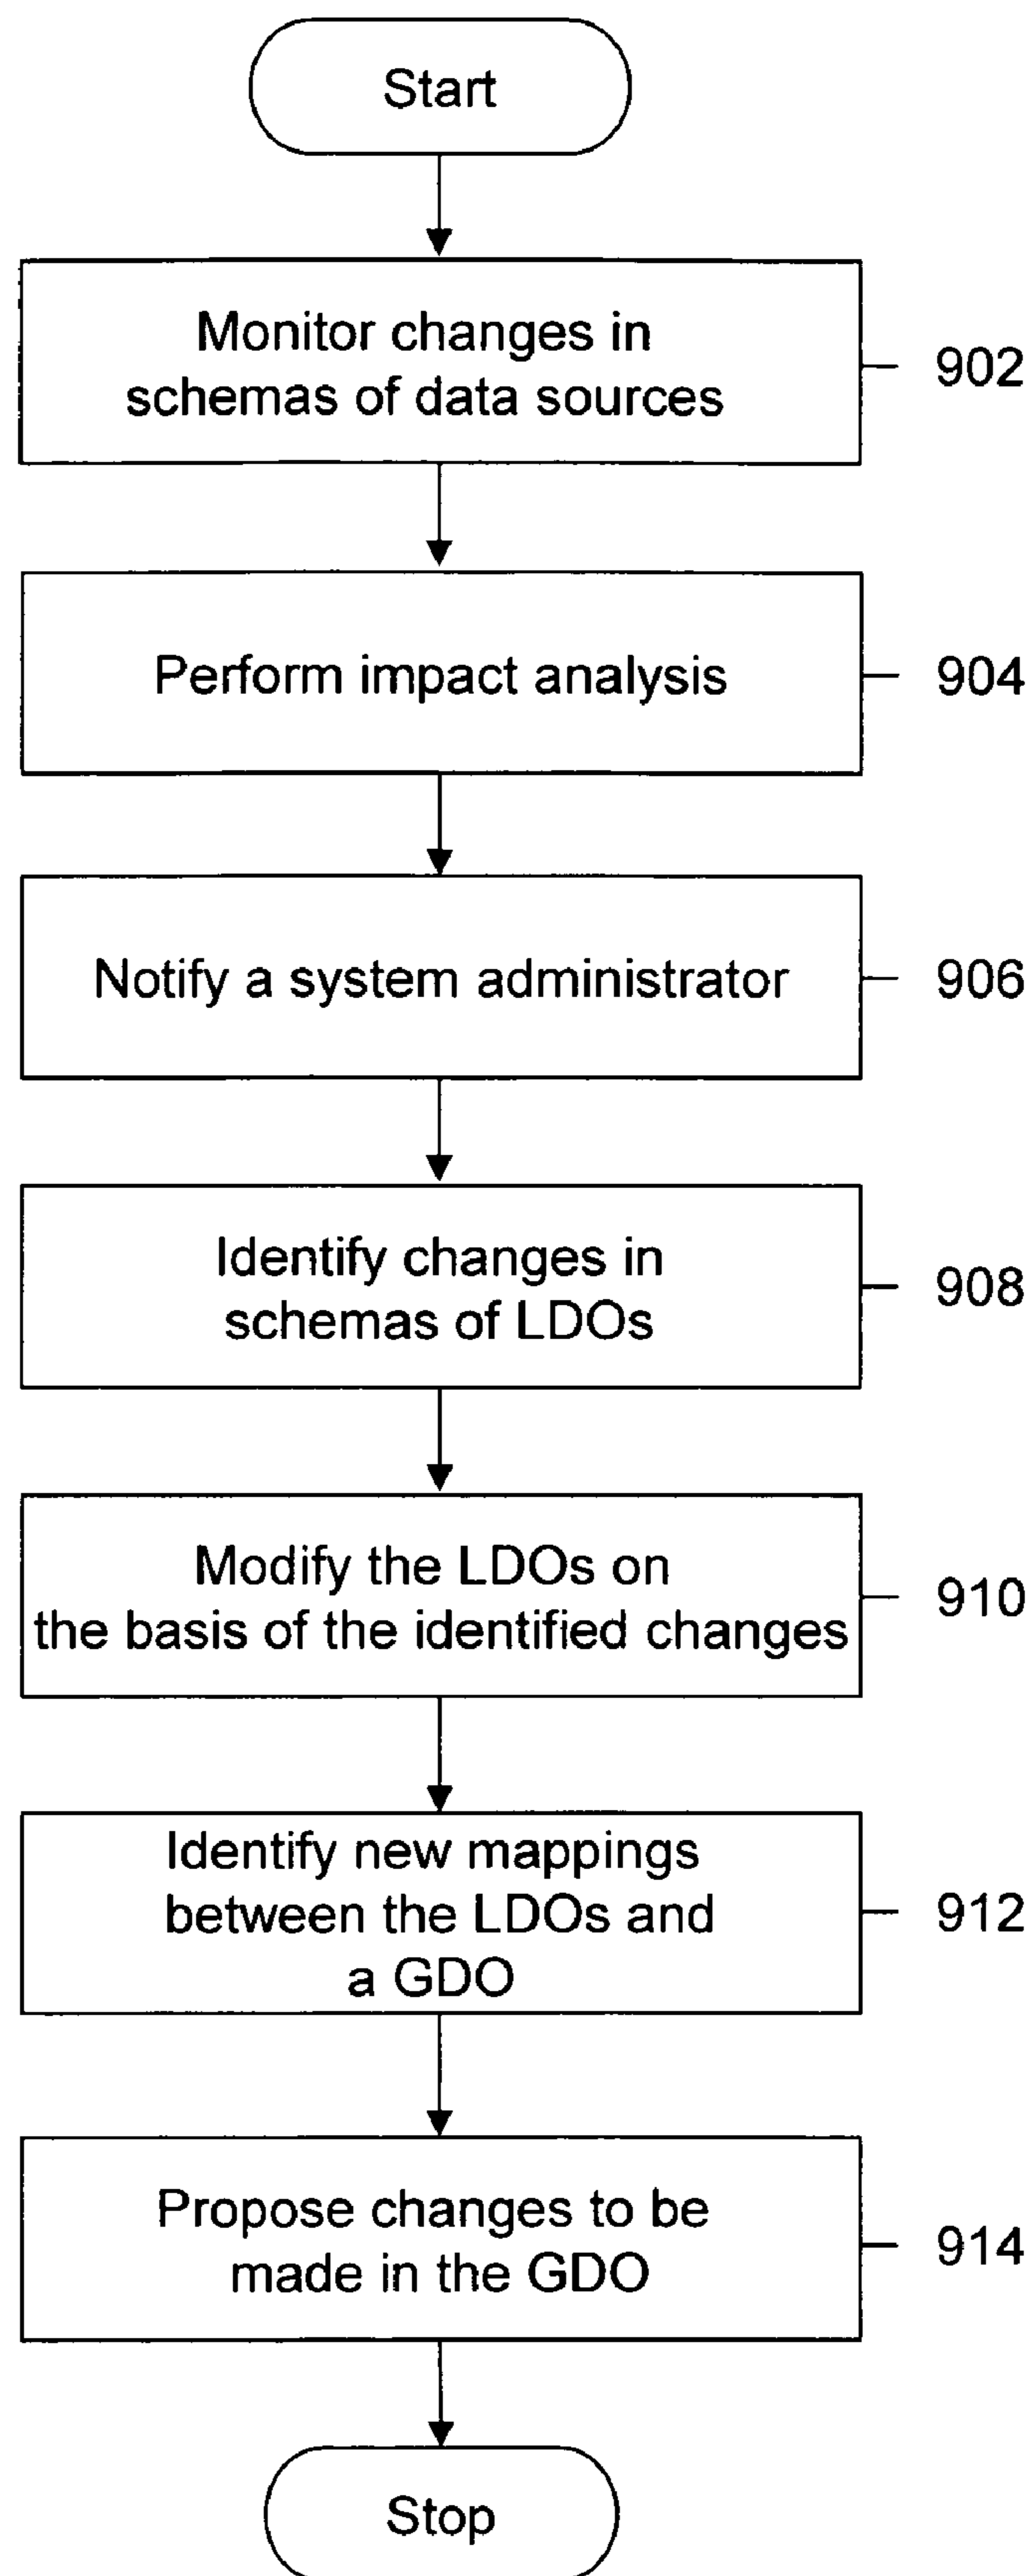 Start
Monitor changes in
schemas of data sources
902
Perform impact analysis
904
Notify a system administrator
906
Identify changes in
schemas of LDOs
908
Modify the LDOs on
the basis of the identified changes
910
Identify new mappings
between the LDOs and
a GDO
912
Propose changes to be
made in the GDO
914
Stop